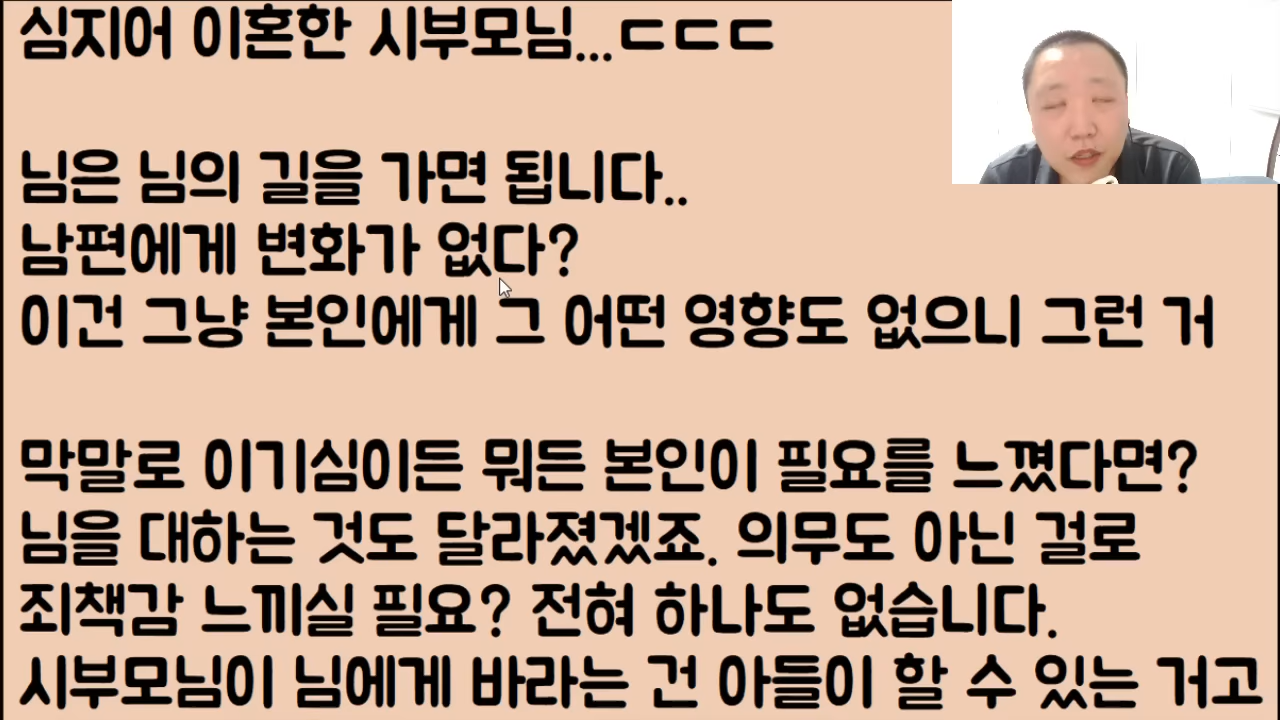 심지어 이혼한 시부모님...ㄷㄷㄷ
님은 님의 길을 가면 됩니다..
남편에게 변화가 없다?
이건 그냥 본인에게 그 어떤 영향도 없으니 그런 거
막말로 이기심이든 뭐든 본인이 필요를 느꼈다면?
님을 대하는 것도 달라졌겠죠. 의무도 아닌 걸로
죄책감 느끼실 필요? 전혀 하나도 없습니다.
시부모님이 님에게 바라는 건 아들이 할 수 있는 거고